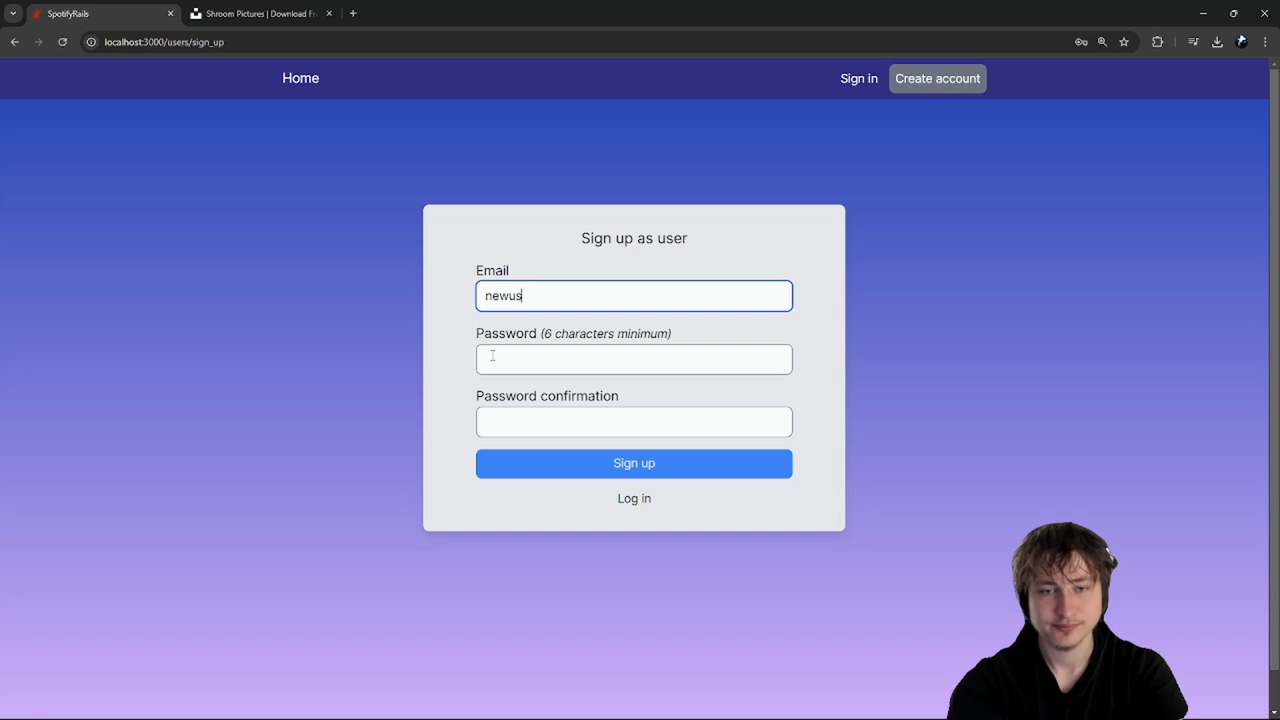 SpotifyRails
Shroom Pictures | Download Fr
localhost:3000/users/sign_up
Home
Sign in
Create account
Sign up as user
Email
newus
Password (6 characters minimum)
Password confirmation
Sign up
Log in